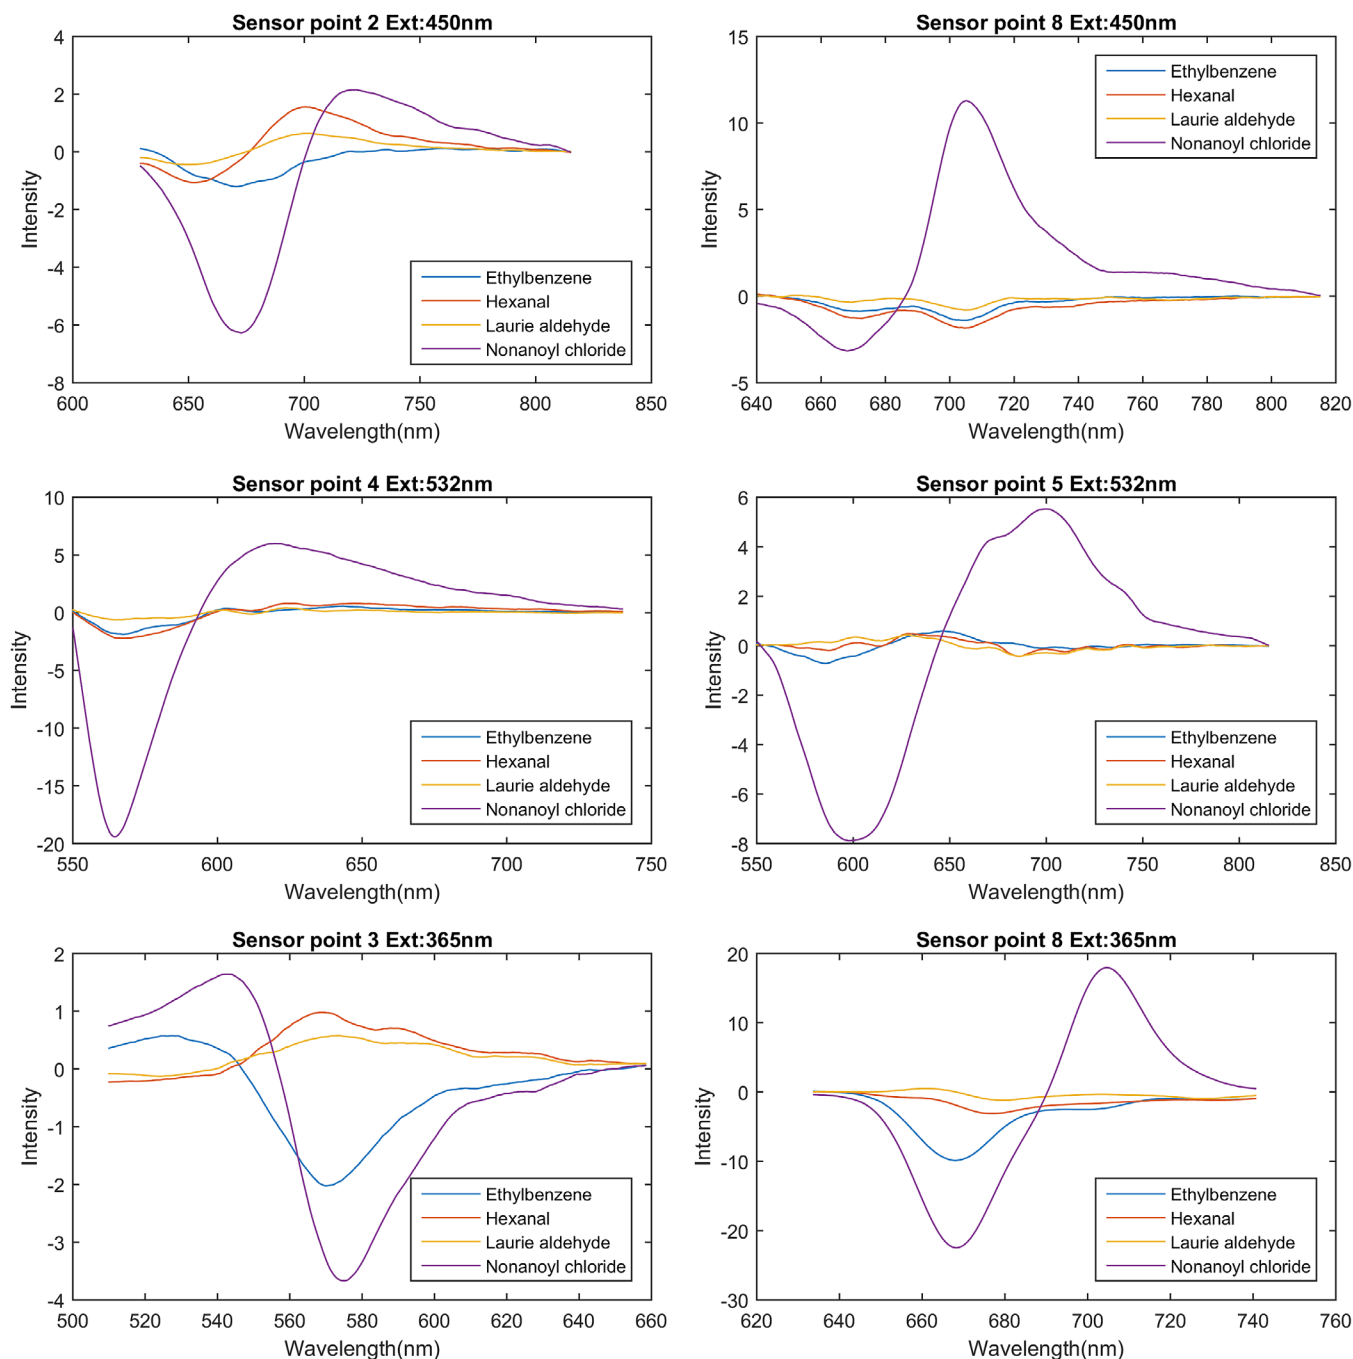 Sensor point 2 Ext:450nm
4
2
0
-2
-4
-6
-8
Intensity
Ethylbenzene
Hexanal
Laurie aldehyde
Nonanoyl chloride
600 650 700 750 800 850
Wavelength(nm)
Sensor point 8 Ext:450nm
15
10
5
0
-5
Intensity
Ethylbenzene
Hexanal
Laurie aldehyde
Nonanoyl chloride
640 660 680 700 720 740 760 780 800 820
Wavelength(nm)
Sensor point 4 Ext:532nm
10
5
0
-5
-10
-15
-20
Intensity
Ethylbenzene
Hexanal
Laurie aldehyde
Nonanoyl chloride
550 600 650 700 750
Wavelength(nm)
Sensor point 5 Ext:532nm
6
4
2
0
-2
-4
-6
-8
Intensity
Ethylbenzene
Hexanal
Laurie aldehyde
Nonanoyl chloride
550 600 650 700 750 800 850
Wavelength(nm)
Sensor point 3 Ext:365nm
2
1
0
-1
-2
-3
-4
Intensity
Ethylbenzene
Hexanal
Laurie aldehyde
Nonanoyl chloride
500 520 540 560 580 600 620 640 660
Wavelength(nm)
Sensor point 8 Ext:365nm
20
10
0
-10
-20
-30
Intensity
Ethylbenzene
Hexanal
Laurie aldehyde
Nonanoyl chloride
620 640 660 680 700 720 740 760
Wavelength(nm)